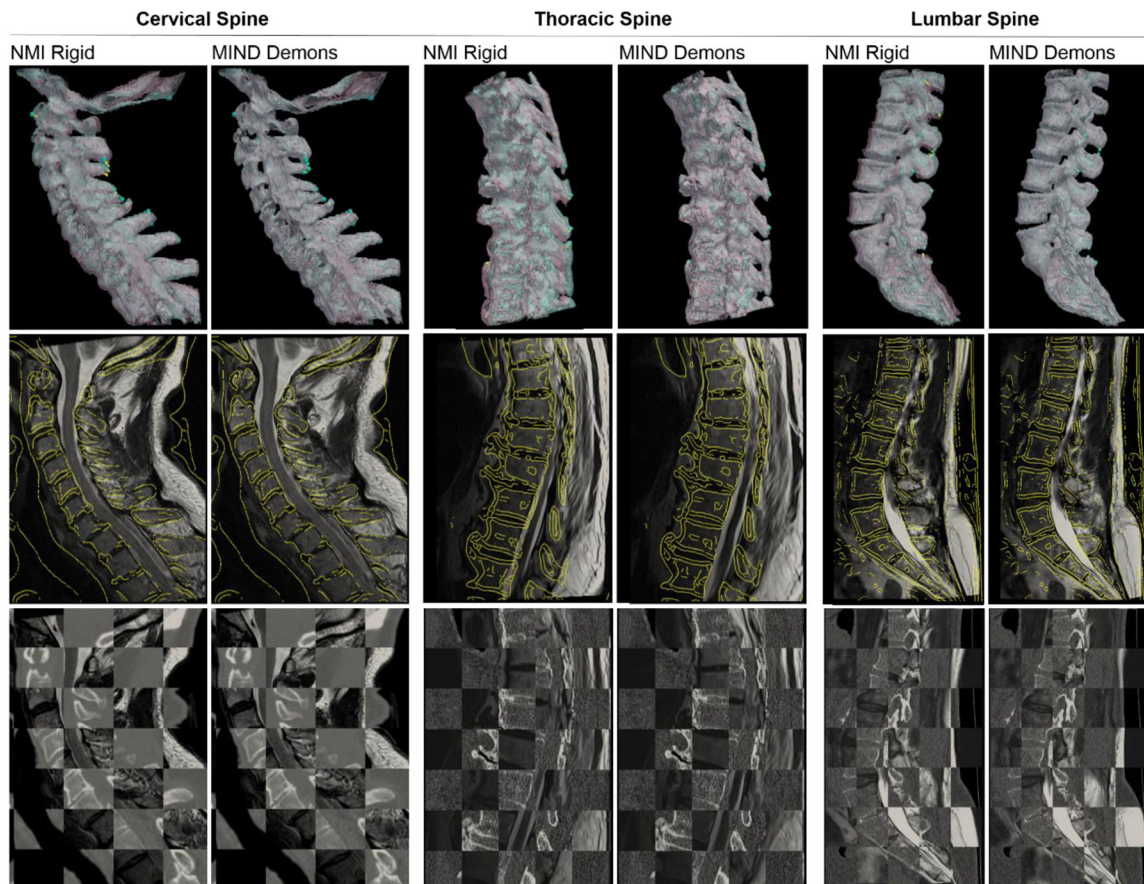 Cervical Spine
Thoracic Spine
Lumbar Spine
NMI Rigid
MIND Demons
NMI Rigid
MIND Demons
NMI Rigid
MIND Demons